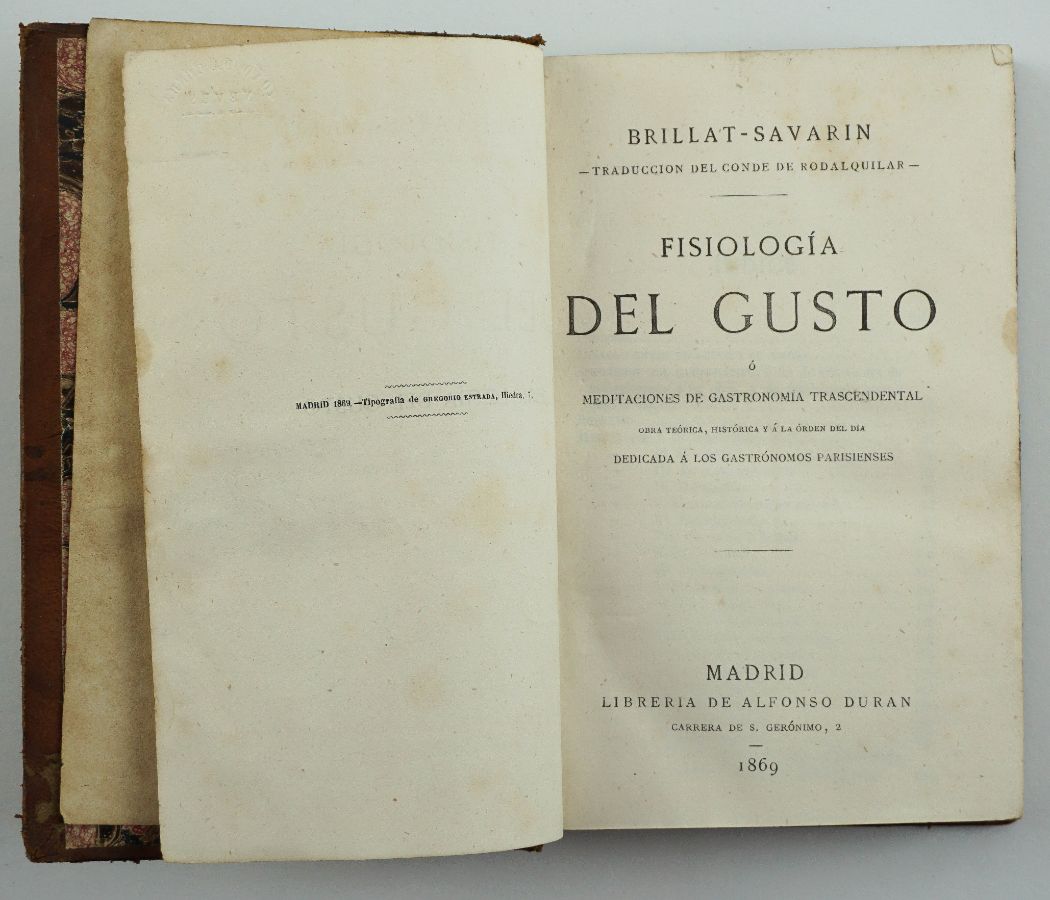 MADRID 1869.—Tipografía de GREGORIO ESTRADA, Hiedra, 7.
BRILLAT-SAVARIN
—TRADUCCION DEL CONDE DE RODALQUILAR—
FISIOLOGÍA
DEL GUSTO
ó
MEDITACIONES DE GASTRONOMÍA TRASCENDENTAL
OBRA TEÓRICA, HISTÓRICA Y Á LA ÓRDEN DEL DIA
DEDICADA Á LOS GASTRÓNOMOS PARISIENSES
MADRID
LIBRERIA DE ALFONSO DURAN
CARRERA DE S. GERÓNIMO, 2
1869